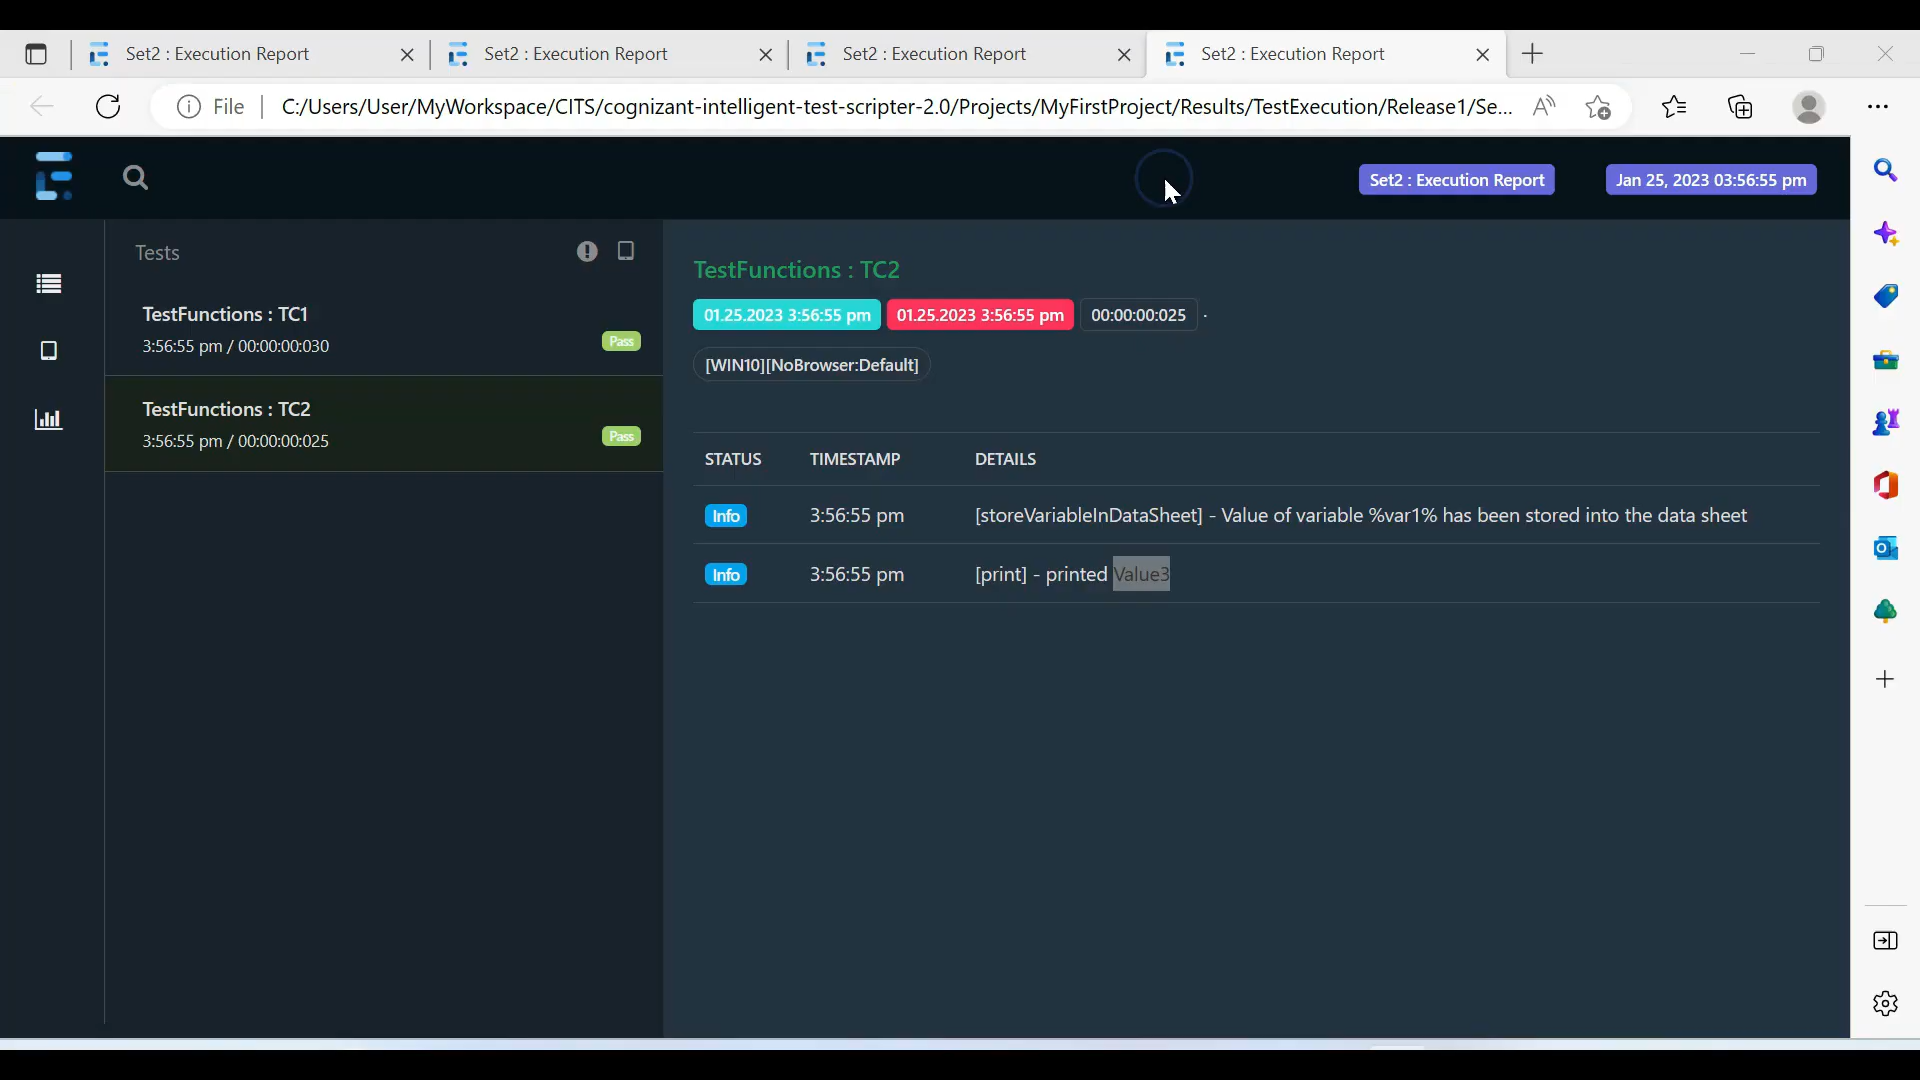 Set2 : Execution Report
Set2 : Execution Report
Set2 : Execution Report
Set2 : Execution Report
File
C:/Users/User/MyWorkspace/CITS/cognizant-intelligent-test-scripter-2.0/Projects/MyFirstProject/Results/TestExecution/Release1/Se...
Set2 : Execution Report
Jan 25, 2023 03:56:55 pm
Tests
TestFunctions : TC1
3:56:55 pm / 00:00:00:030
Pass
TestFunctions : TC2
3:56:55 pm / 00:00:00:025
Pass
TestFunctions : TC2
01.25.2023 3:56:55 pm 01.25.2023 3:56:55 pm 00:00:00:025 ·
[WIN10][NoBrowser:Default]
STATUS TIMESTAMP DETAILS
Info 3:56:55 pm [storeVariableInDataSheet] - Value of variable %var1% has been stored into the data sheet
Info 3:56:55 pm [print] - printed Value3